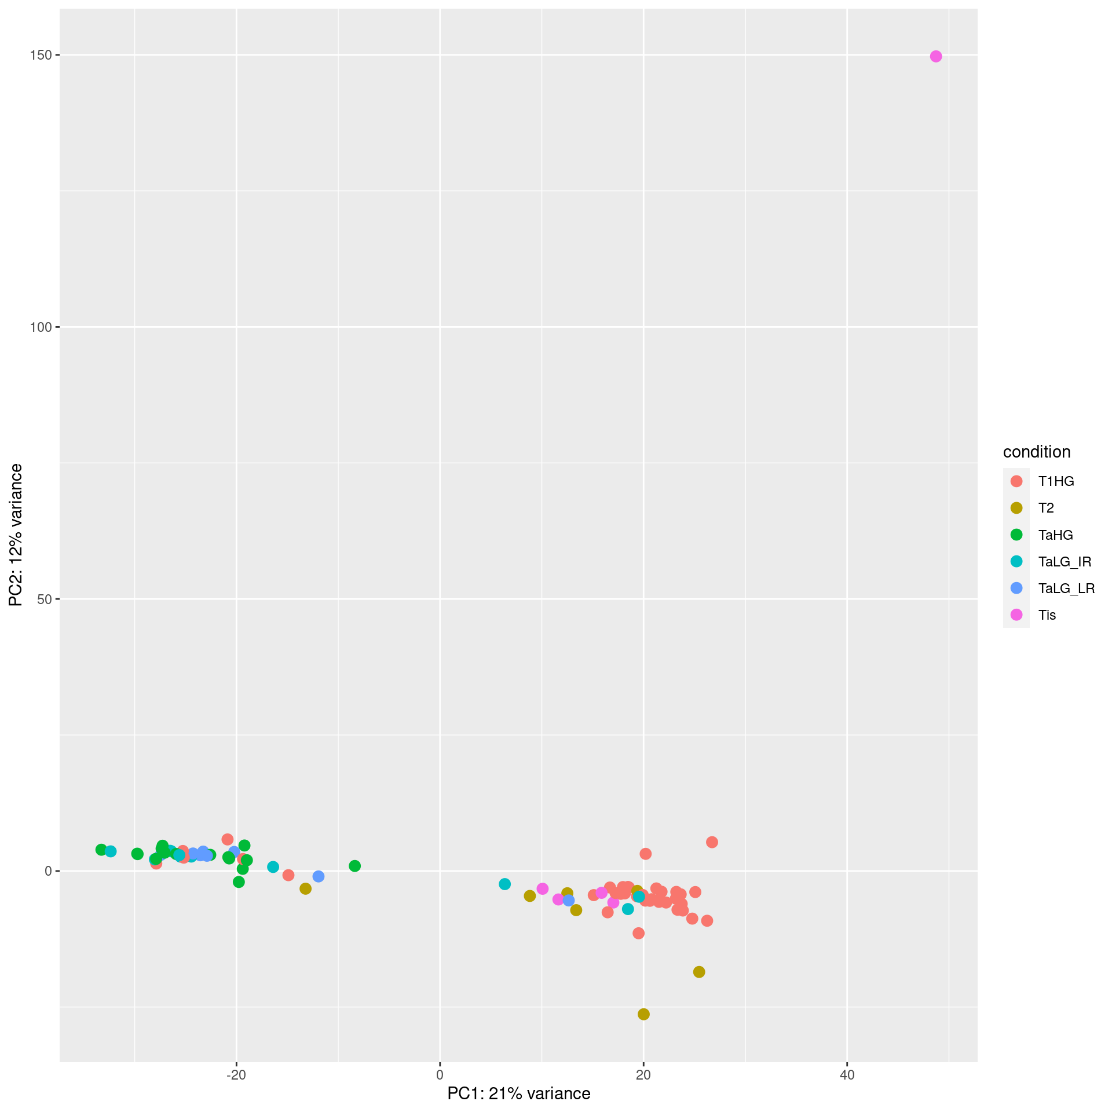 150
100
50
0
-20
0
20
40
PC1: 21% variance
PC2: 12% variance
condition
T1HG
T2
TaHG
TaLG_IR
TaLG_LR
Tis